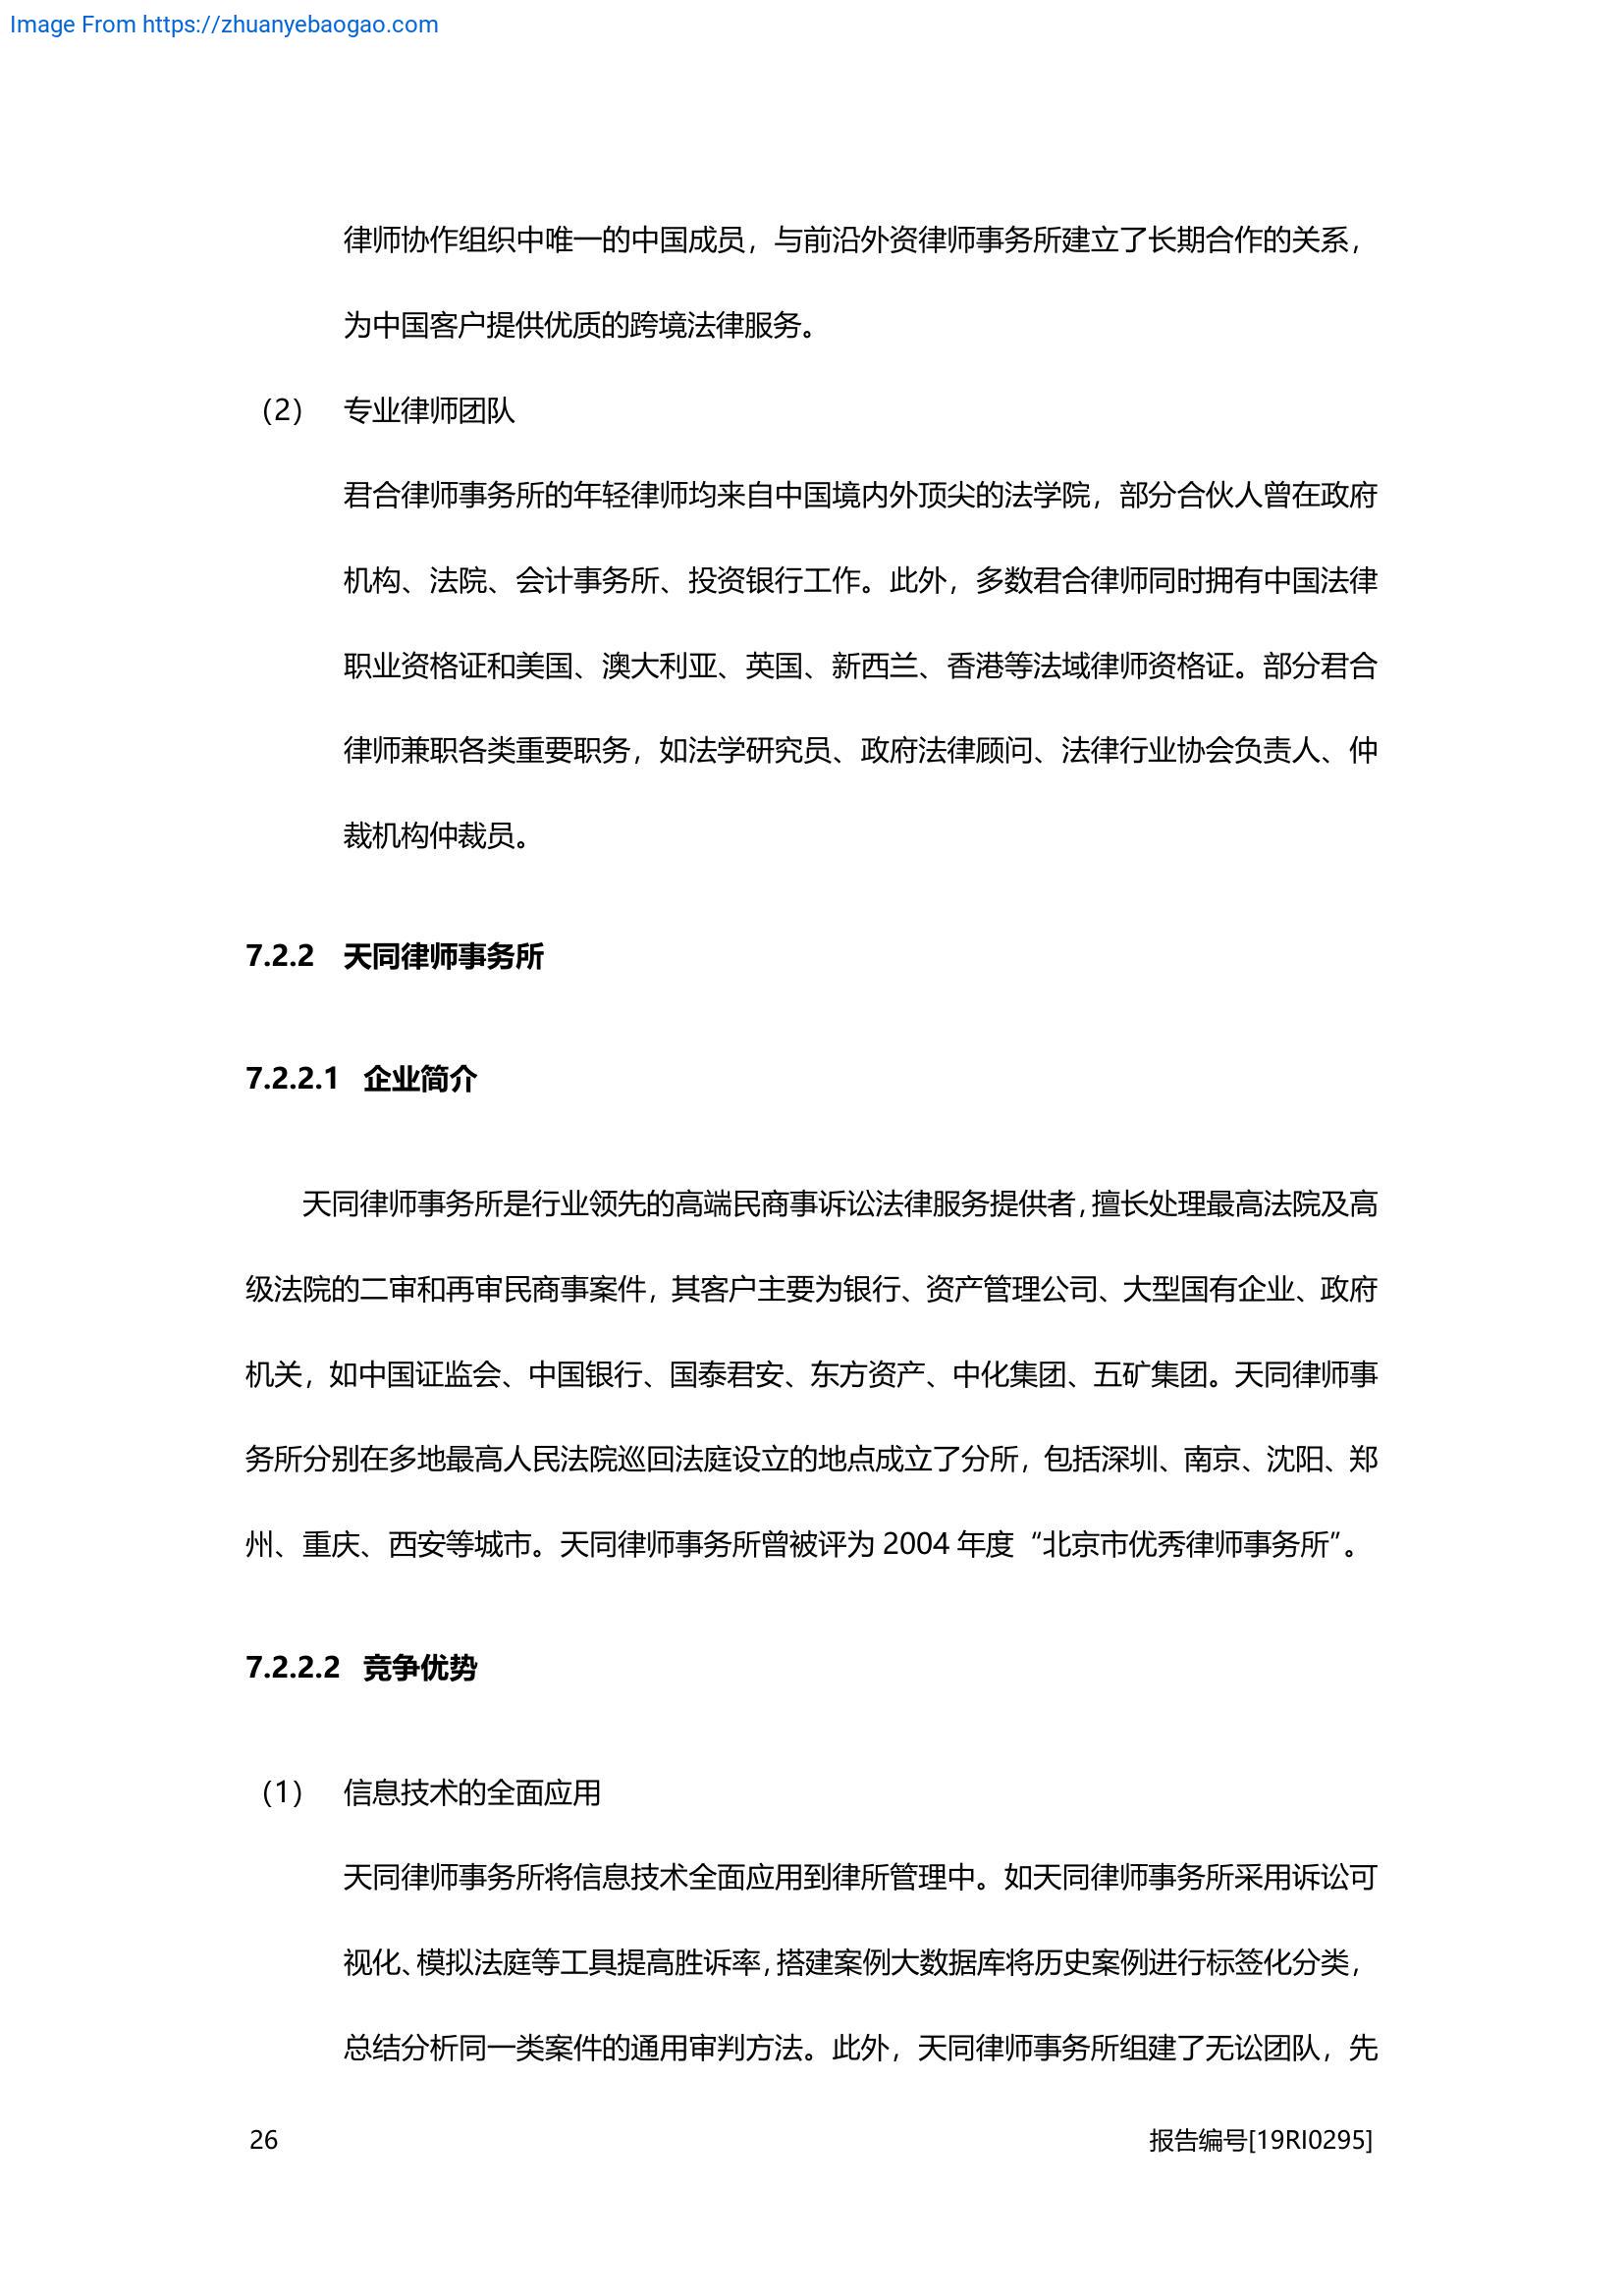 Image From https://zhuanyebaogao.com
律师协作组织中唯一的中国成员，与前沿外资律师事务所建立了长期合作的关系，
为中国客户提供优质的跨境法律服务。
（2） 专业律师团队
君合律师事务所的年轻律师均来自中国境内外顶尖的法学院，部分合伙人曾在政府
机构、法院、会计事务所、投资银行工作。此外，多数君合律师同时拥有中国法律
职业资格证和美国、澳大利亚、英国、新西兰、香港等法域律师资格证。部分君合
律师兼职各类重要职务，如法学研究员、政府法律顾问、法律行业协会负责人、仲
裁机构仲裁员。
7.2.2 天同律师事务所
7.2.2.1 企业简介
天同律师事务所是行业领先的高端民商事诉讼法律服务提供者，擅长处理最高法院及高
级法院的二审和再审民商事案件，其客户主要为银行、资产管理公司、大型国有企业、政府
机关，如中国证监会、中国银行、国泰君安、东方资产、中化集团、五矿集团。天同律师事
务所分别在多地最高人民法院巡回法庭设立的地点成立了分所，包括深圳、南京、沈阳、郑
州、重庆、西安等城市。天同律师事务所曾被评为 2004 年度“北京市优秀律师事务所”。
7.2.2.2 竞争优势
（1） 信息技术的全面应用
天同律师事务所将信息技术全面应用到律所管理中。如天同律师事务所采用诉讼可
视化、模拟法庭等工具提高胜诉率，搭建案例大数据库将历史案例进行标签化分类，
总结分析同一类案件的通用审判方法。此外，天同律师事务所组建了无讼团队，先
26 报告编号[19RI0295]